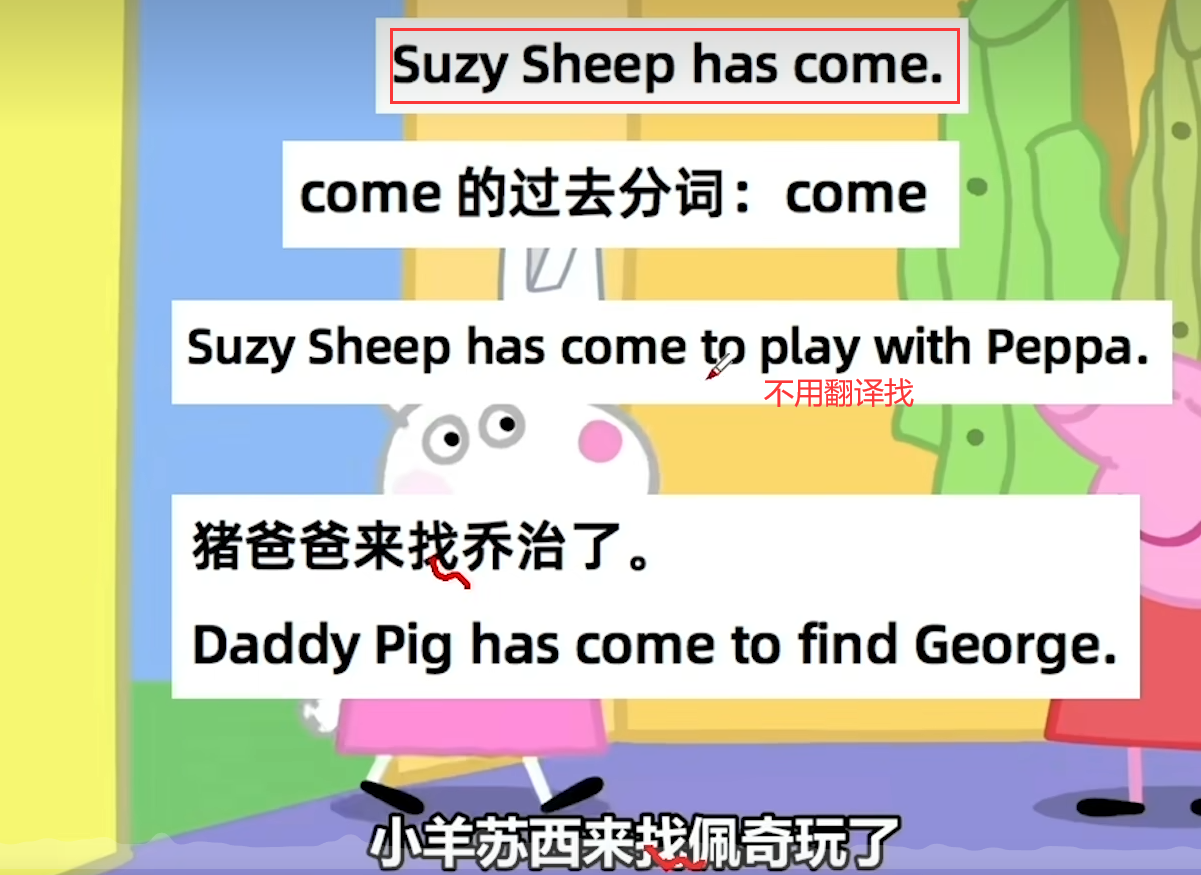 Suzy Sheep has come.
come 的过去分词：come
Suzy Sheep has come to play with Peppa.
不用翻译找
猪爸爸来找乔治了。
Daddy Pig has come to find George.
小羊苏西来找佩奇玩了